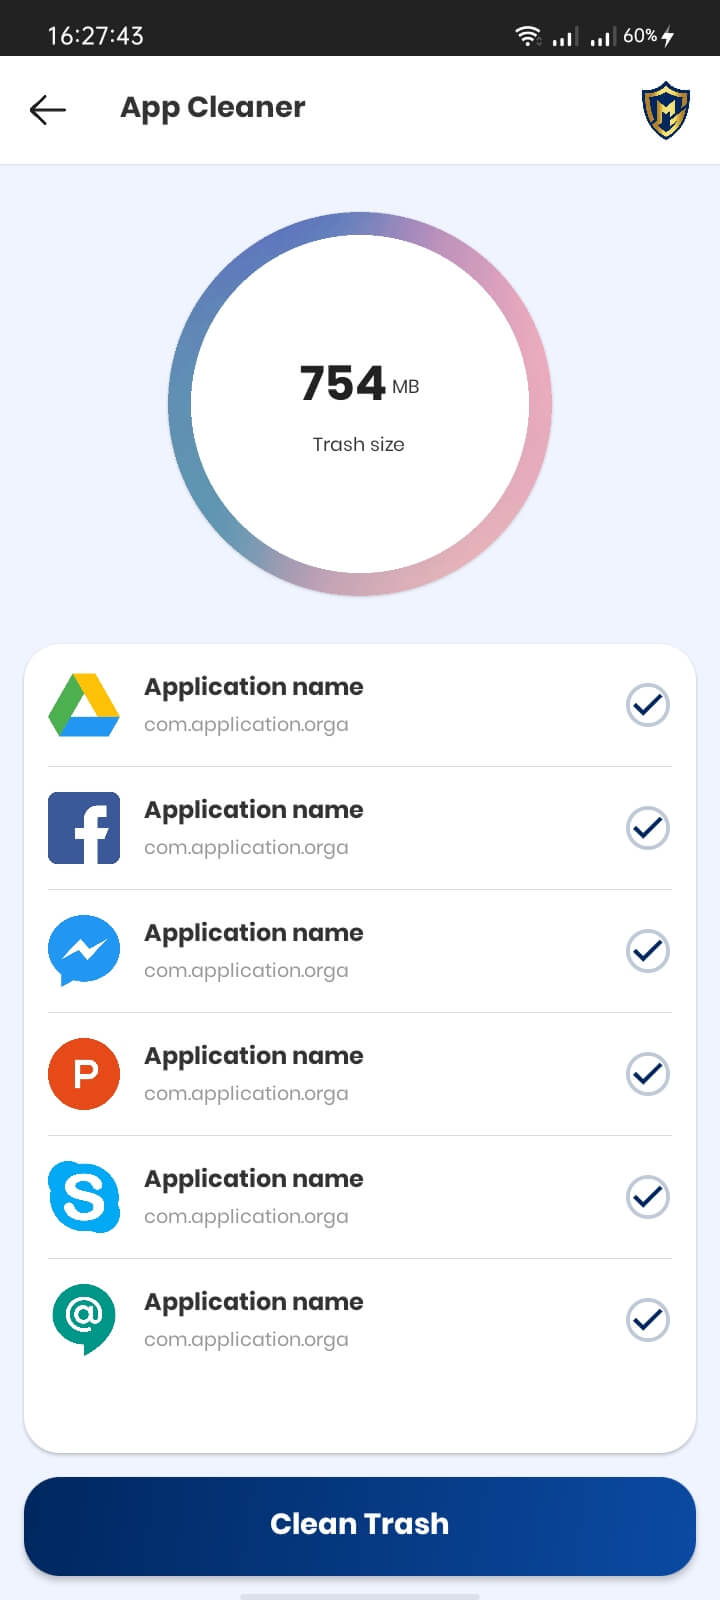 16:27:43
60%
App Cleaner
754 MB
Trash size
Application name
com.application.orga
Application name
com.application.orga
Application name
com.application.orga
P
Application name
com.application.orga
S
Application name
com.application.orga
@
Application name
com.application.orga
Clean Trash